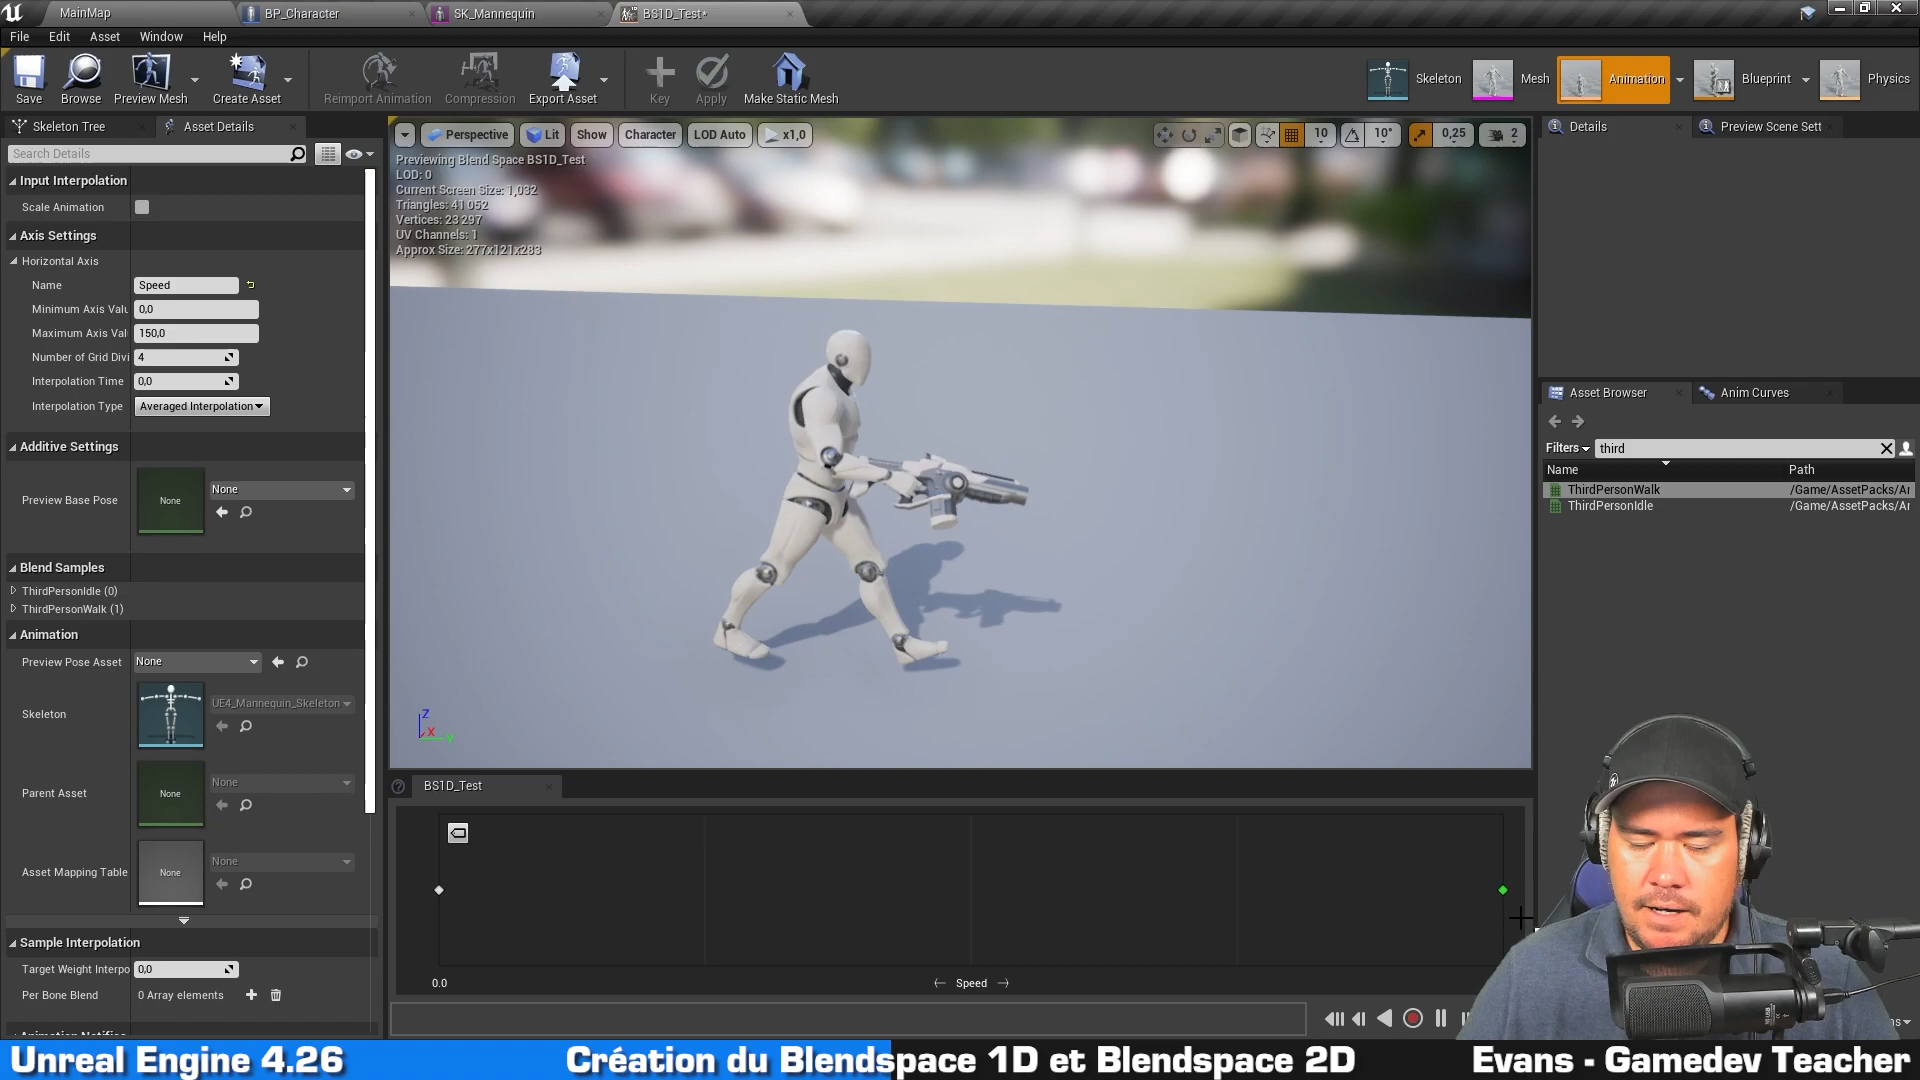 MainMap
BP_Character
SK_Mannequin
BS1D_Test*
File Edit Asset Window Help
Save
Browse
Preview Mesh
Create Asset
Reimport Animation
Compression
Export Asset
Key
Apply
Make Static Mesh
Skeleton
Mesh
Animation
Blueprint
Physics
Skeleton Tree
Asset Details
Search Details
Input Interpolation
Scale Animation
Axis Settings
Horizontal Axis
Name Speed
Minimum Axis Valu 0,0
Maximum Axis Val 150,0
Number of Grid Divi 4
Interpolation Time 0,0
Interpolation Type Averaged Interpolation
Additive Settings
Preview Base Pose None None
Blend Samples
ThirdPersonIdle (0)
ThirdPersonWalk (1)
Animation
Preview Pose Asset None
Skeleton UE4_Mannequin_Skeleton
Parent Asset None None
Asset Mapping Table None None
Sample Interpolation
Target Weight Interpo 0,0
Per Bone Blend 0 Array elements
Perspective Lit Show Character LOD Auto x1,0
10 10° 0,25 2
Previewing Blend Space BS1D_Test
LOD: 0
Current Screen Size: 1,032
Triangles: 41 052
Vertices: 23 297
UV Channels: 1
Approx Size: 277x121x283
Z
X
Y
BS1D_Test
0.0
Speed
Details
Preview Scene Sett
Asset Browser
Anim Curves
Filters third
Name Path
ThirdPersonWalk /Game/AssetPacks/Ar
ThirdPersonIdle /Game/AssetPacks/Ar
Unreal Engine 4.26
Création du Blendspace 1D et Blendspace 2D
Evans - Gamedev Teacher